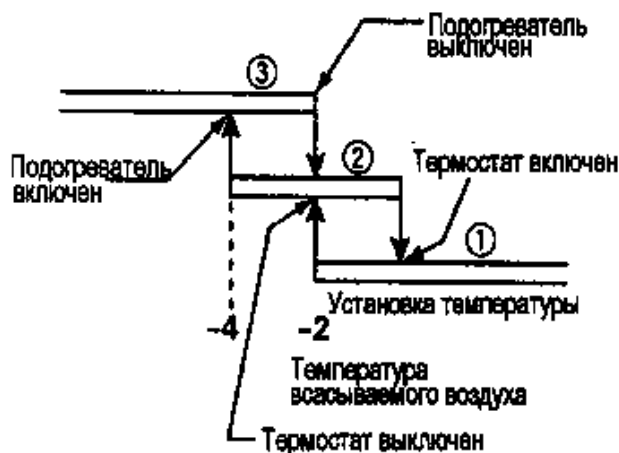 Подогреватель
выключен
③
Подогреватель
включен
②
Термостат включен
①
Установка температуры
-4
-2
Температура
всасываемого воздуха
Термостат выключен